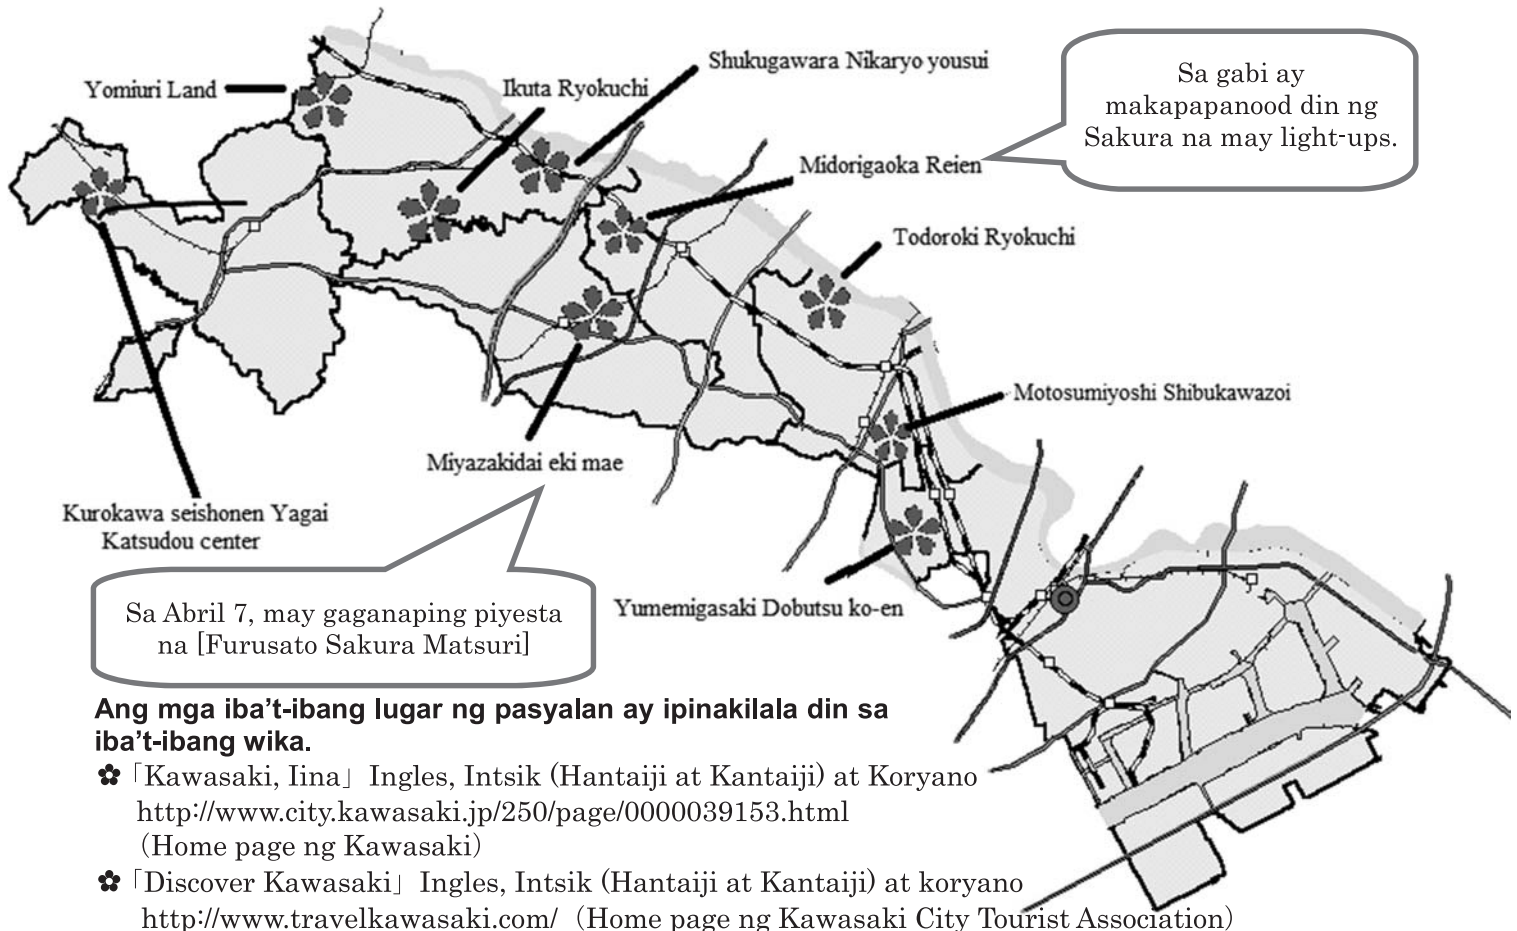 Shukugawara Nikaryo yousui
Yomiuri Land
Ikuta Ryokuchi
Sa gabi ay
makapapanood din ng
Sakura na may light-ups.
Midorigaoka Reien
Todoroki Ryokuchi
Motosumiyoshi Shibukawazoi
Miyazakidai eki mae
Kurokawa seishonen Yagai
Katsudou center
Yumemigasaki Dobutsu ko-en
Sa Abril 7, may gaganaping piyesta
na [Furusato Sakura Matsuri]
Ang mga iba’t-ibang lugar ng pasyalan ay ipinakilala din sa
iba’t-ibang wika.
✿「Kawasaki, Iina」Ingles, Intsik (Hantaiji at Kantaiji) at Koryano
http://www.city.kawasaki.jp/250/page/0000039153.html
（Home page ng Kawasaki）
✿「Discover Kawasaki」Ingles, Intsik (Hantaiji at Kantaiji) at koryano
http://www.travelkawasaki.com/（Home page ng Kawasaki City Tourist Association）